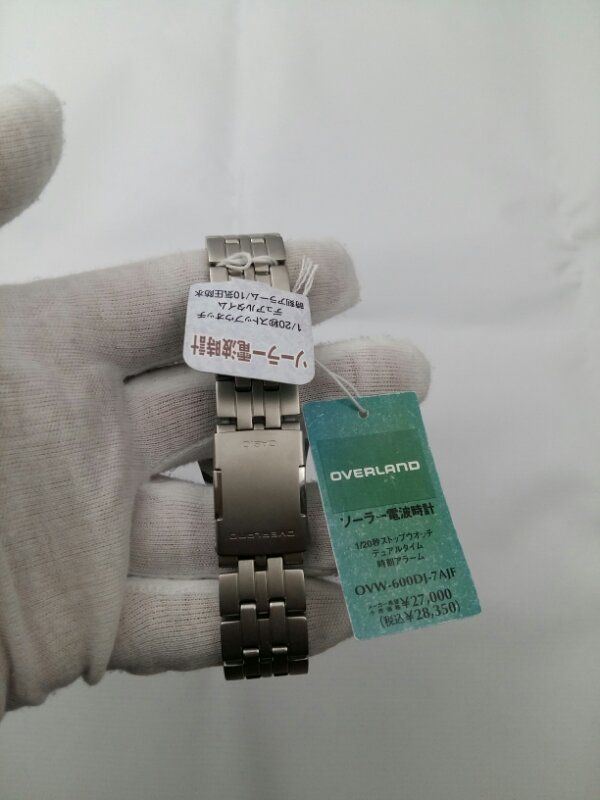 ソーラー電波時計
1/20秒ストップウオッチ
デュアルタイム
時刻アラーム/10気圧防水
CASIO
OVERLAND
OVERLAND
ソーラー電波時計
1/20秒ストップウオッチ
デュアルタイム
時刻アラーム
OVW-600DJ-7AJF
¥27,000
(税込¥28,350)